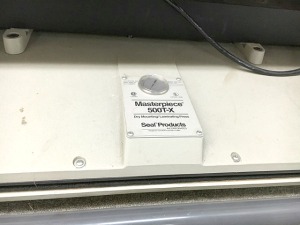 Masterpiece
500T-X
Dry Mounting/Laminating Press
Seal Products